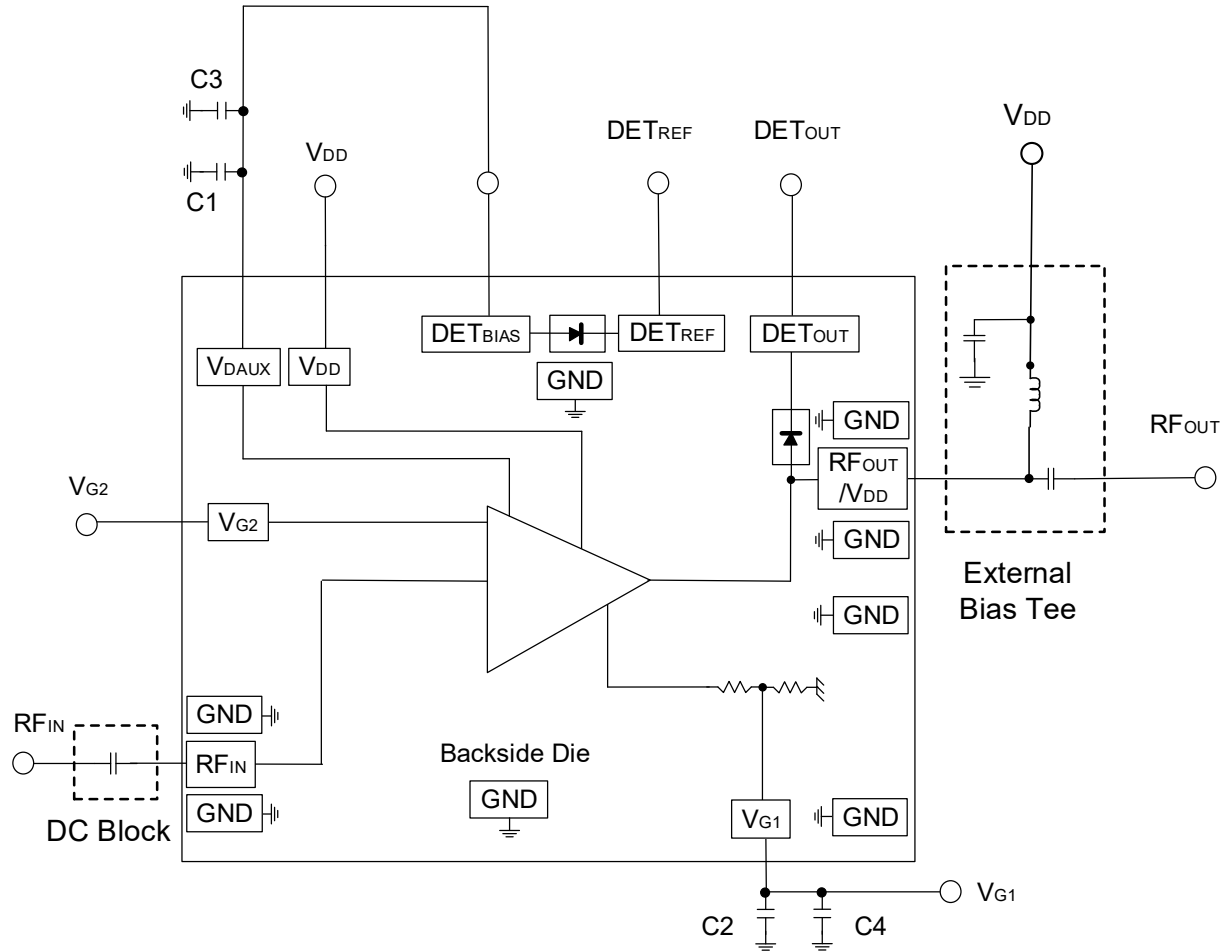 C3
C1
VDD
DETREF
DETOUT
VDD
VDAUX
VDD
DETBIAS
DETREF
DETOUT
GND
GND
RFOUT
/VDD
RFOUT
VG2
VG2
GND
External
Bias Tee
GND
RFIN
GND
RFIN
GND
DC Block
Backside Die
GND
VG1
GND
VG1
C2
C4